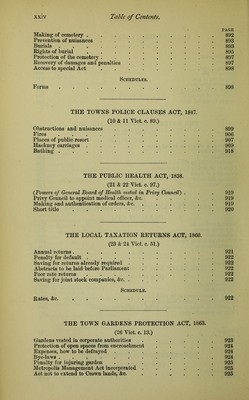 xxiv Table of Contents.
PAGE
Making of cemetery . . . . . . . . 892
Prevention of nuisances . . . . . . . 893
Burials . . . . . . . . . 893
Rights of burial . . . . . . . . 895
Protection of the cemetery . . . . . . . 897
Recovery of damages and penalties . . . . . . 897
Access to special Act . . . . . . . 898
SCHEDULES.
Forms . . . . . . . . . 898
THE TOWNS POLICE CLAUSES ACT, 1847.
(10 & 11 Vict. c. 89.)
Obstructions and nuisances . . . . . . 899
Fires . . . . . . . . . 906
Places of public resort . . . . . . . 907
Hackney carriages . . . . . . . 909
Bathing . . . . . . . . . 918
THE PUBLIC HEALTH ACT, 1858.
(21 & 22 Vict. c. 97.)
(Powers of General Board of Health vested in Privy Council) . 919
Privy Council to appoint medical officer, &c. . . . . 919
Making and authentication of orders, &c. . . . . . 919
Short title . . . . . . . . 920
THE LOCAL TAXATION RETURNS ACT, 1860.
(23 & 24 Vict. c. 51.)
Annual returns . . . . . . . . 921
Penalty for default . . . . . . . 922
Saving for returns already required . . . . . 922
Abstracts to be laid before Parliament . . . . . 922
Poor rate returns . . . . . . . 922
Saving for joint stock companies, &c. . . . . . 922
SCHEDULE.
Rates, &c. . . . . . . . . 922
THE TOWN GARDENS PROTECTION ACT, 1863.
(26 Vict. c. 13.)
Gardens vested in corporate authorities . . . . . 923
Protection of open spaces from encroachment . . . . 924
Expenses, how to be defrayed . . . . . . 924
Bye-laws . . . . . . . . . 924
Penalty for injuring garden . . . . . . 925
Metropolis Management Act incorporated . . . . . 925
Act not to extend to Crown lands, &c. . . . . . 925